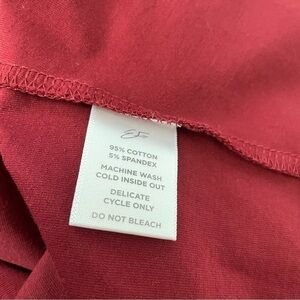 95% COTTON
5% SPANDEX
MACHINE WASH
COLD INSIDE OUT
DELICATE
CYCLE ONLY
DO NOT BLEACH